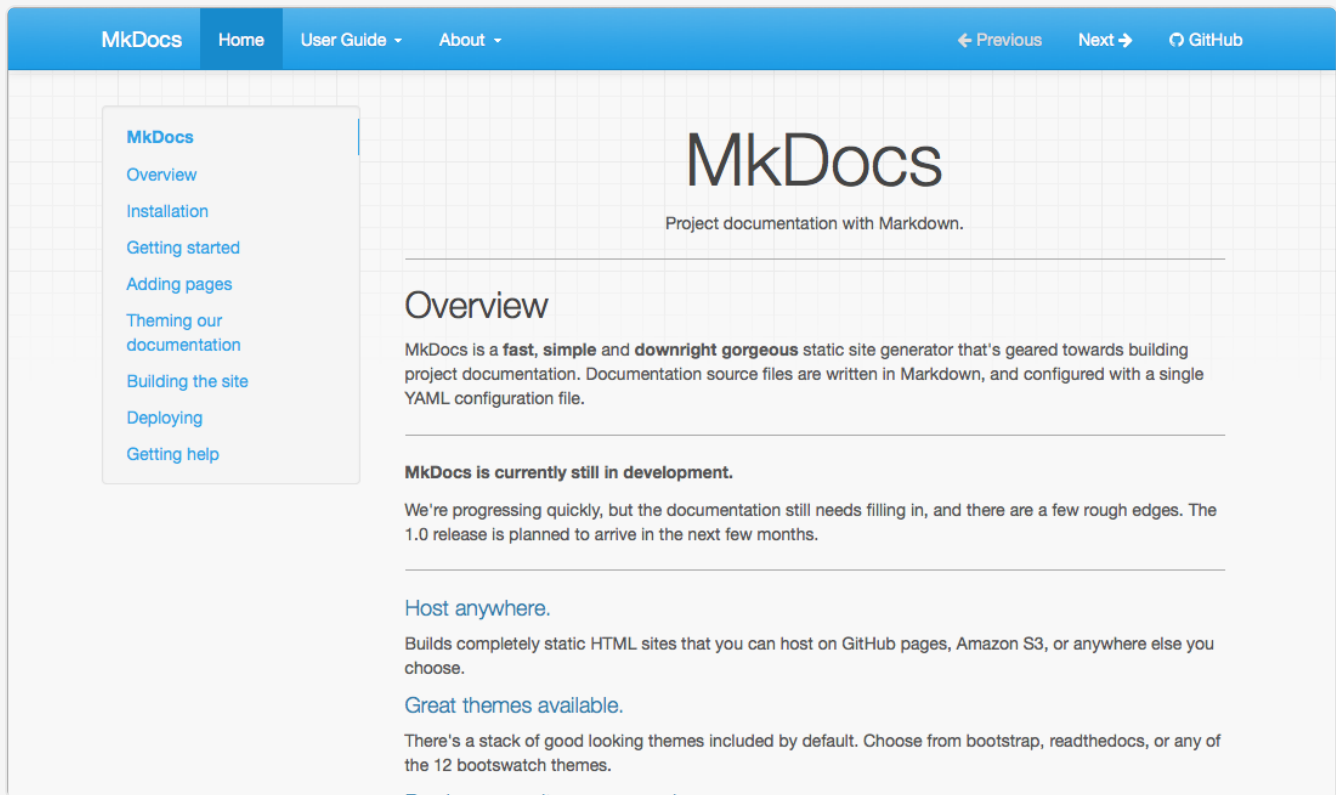 MkDocs Home User Guide About Previous Next GitHub
MkDocs
Overview
Installation
Getting started
Adding pages
Theming our
documentation
Building the site
Deploying
Getting help
MkDocs
Project documentation with Markdown.
Overview
MkDocs is a fast, simple and downright gorgeous static site generator that's geared towards building
project documentation. Documentation source files are written in Markdown, and configured with a single
YAML configuration file.
MkDocs is currently still in development.
We're progressing quickly, but the documentation still needs filling in, and there are a few rough edges. The
1.0 release is planned to arrive in the next few months.
Host anywhere.
Builds completely static HTML sites that you can host on GitHub pages, Amazon S3, or anywhere else you
choose.
Great themes available.
There's a stack of good looking themes included by default. Choose from bootstrap, readthedocs, or any of
the 12 bootswatch themes.